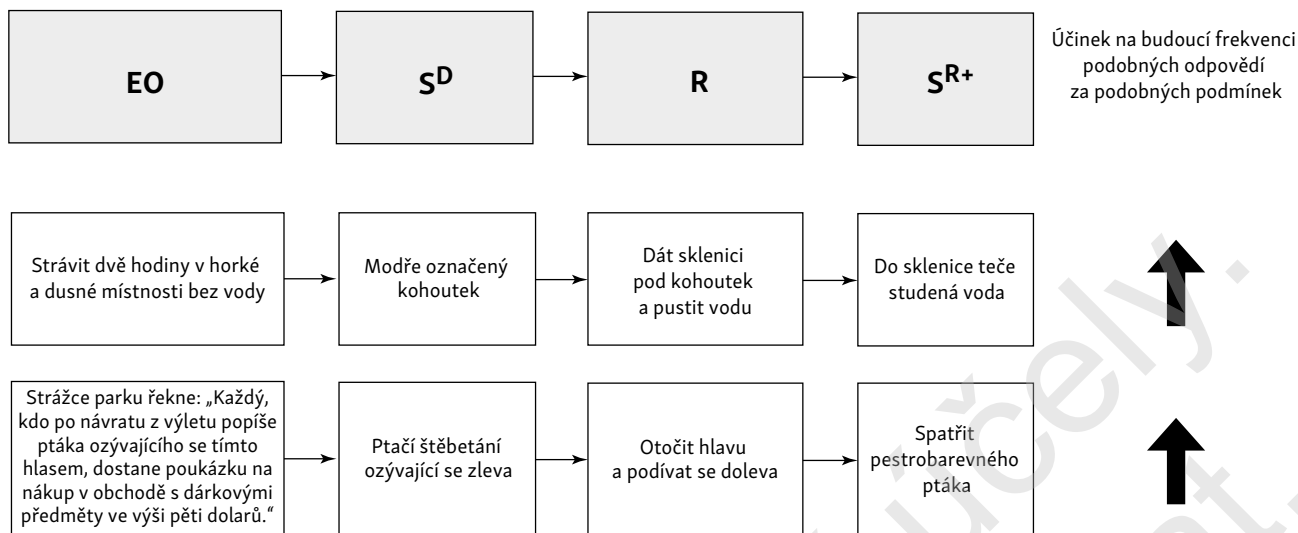 EO
S^D
R
S^R+
Účinek na budoucí frekvenci
podobných odpovědí
za podobných podmínek
Strávit dvě hodiny v horké
a dusné místnosti bez vody
Modře označený
kohoutek
Dát sklenici
pod kohoutek
a pustit vodu
Do sklenice teče
studená voda
Strážce parku řekne: „Každý,
kdo po návratu z výletu popíše
ptáka ozývajícího se tímto
hlasem, dostane poukázku na
nákup v obchodě s dárkovými
předměty ve výši pěti dolarů.“
Ptačí štěbetání
ozývající se zleva
Otočit hlavu
a podívat se doleva
Spatřit
pestrobarevného
ptáka
účely.